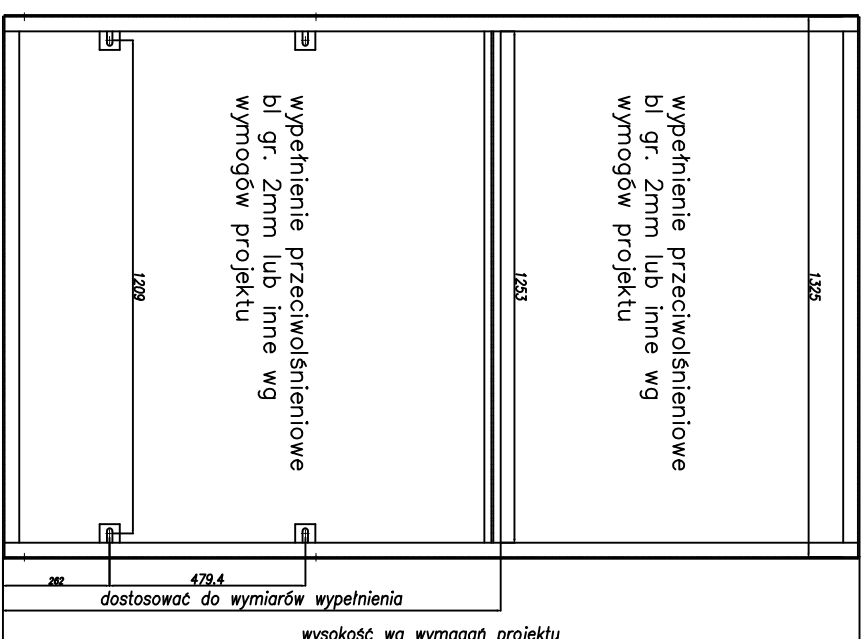 wypełnienie przeciwolśnieniowe
bl gr. 2mm lub inne wg
wymogów projektu
wypełnienie przeciwolśnieniowe
bl gr. 2mm lub inne wg
wymogów projektu
1209
1253
1325
262
479.4
dostosować do wymiarów wypełnienia
wysokość wg wymagań projektu